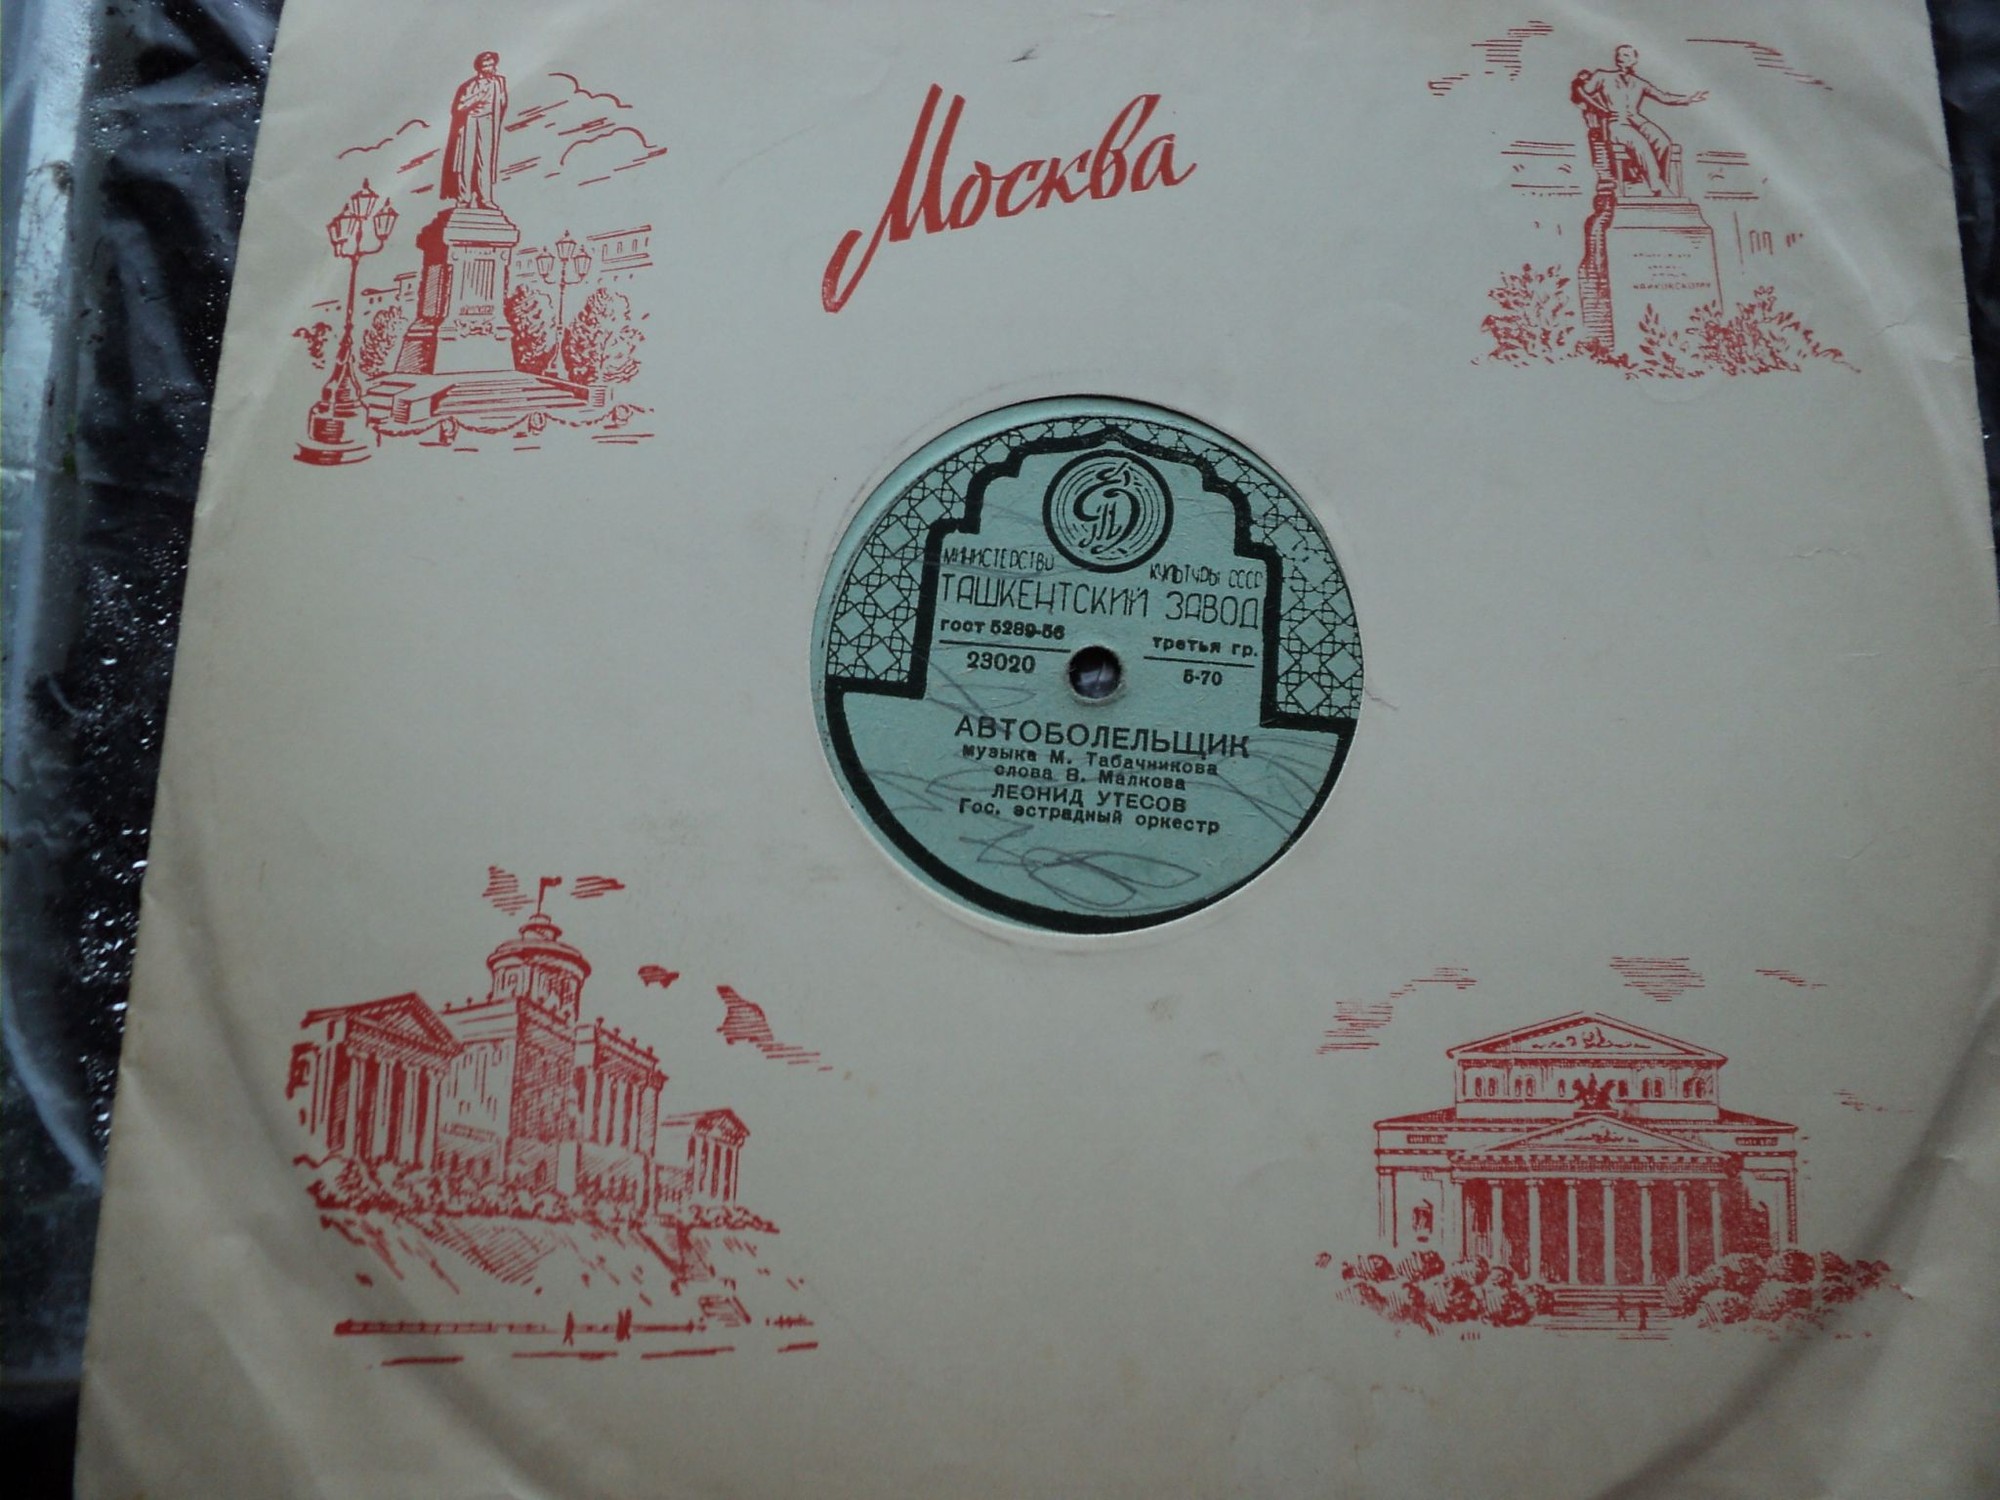 Москва
МИНИСТЕРСТВО КУЛЬТУРЫ СССР
ТАШКЕНТСКИЙ ЗАВОД
ГОСТ 5289-56 третья гр.
23020 5-70
АВТОБОЛЕЛЬЩИК
музыка М. Табачникова
слова В. Малкова
ЛЕОНИД УТЕСОВ
Гос. эстрадный оркестр